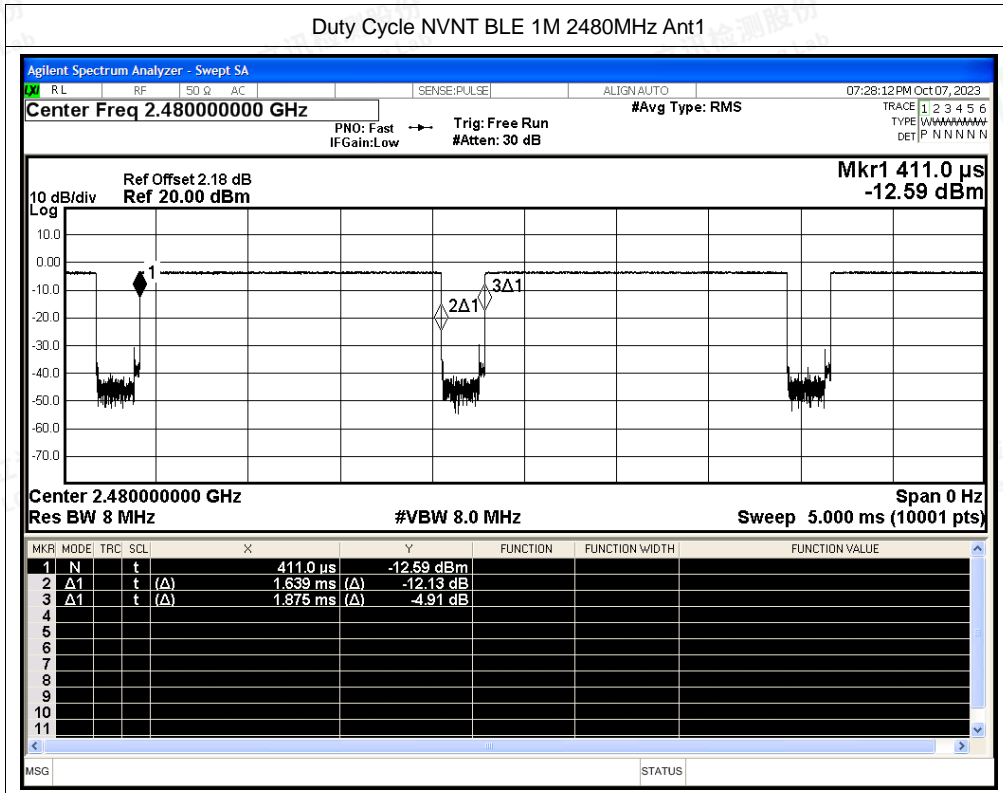 Duty Cycle NVNT BLE 1M 2480MHz Ant1
Agilent Spectrum Analyzer - Swept SA
LXI RL RF 50 Ω AC SENSE:PULSE ALIGN AUTO 07:28:12 PM Oct 07, 2023
Center Freq 2.480000000 GHz #Avg Type: RMS TRACE 1 2 3 4 5 6
PNO: Fast Trig: Free Run TYPE WWWWWW
IFGain:Low #Atten: 30 dB DET P N N N N N
Mkr1 411.0 µs
-12.59 dBm
Ref Offset 2.18 dB
10 dB/div Ref 20.00 dBm
Log
10.0
0.00
-10.0
-20.0
-30.0
-40.0
-50.0
-60.0
-70.0
1
2Δ1
3Δ1
Center 2.480000000 GHz Span 0 Hz
Res BW 8 MHz #VBW 8.0 MHz Sweep 5.000 ms (10001 pts)
MKR MODE TRC SCL X Y FUNCTION FUNCTION WIDTH FUNCTION VALUE
1 N t 411.0 µs -12.59 dBm
2 Δ1 t (Δ) 1.639 ms (Δ) -12.13 dB
3 Δ1 t (Δ) 1.875 ms (Δ) -4.91 dB
4
5
6
7
8
9
10
11
MSG STATUS